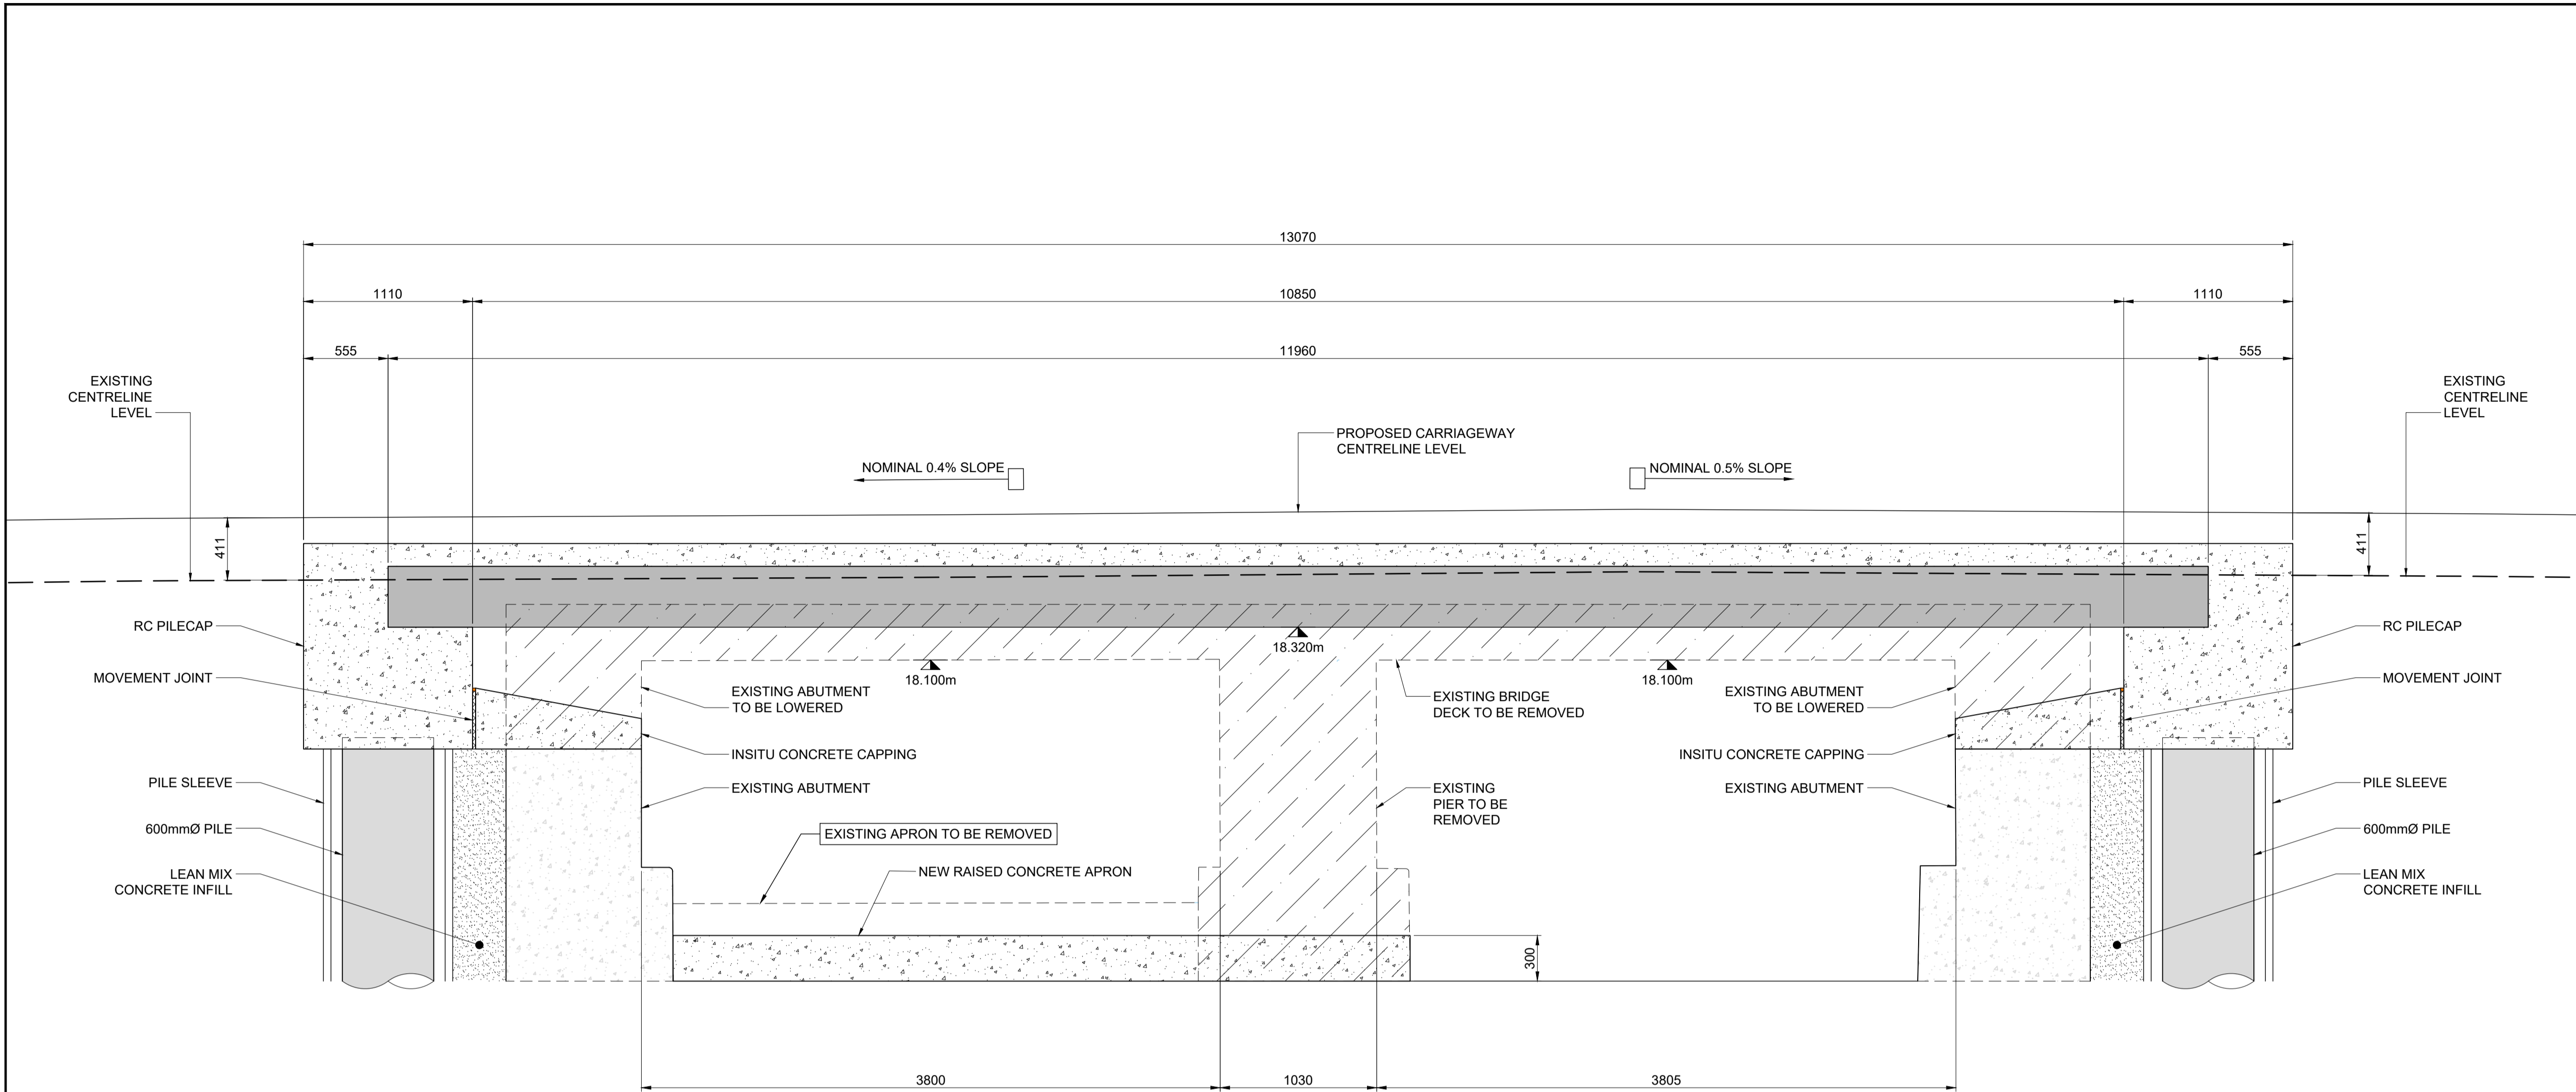 13070
1110
10850
1110
555
11960
555
EXISTING
CENTRELINE
LEVEL
EXISTING
CENTRELINE
LEVEL
PROPOSED CARRIAGEWAY
CENTRELINE LEVEL
NOMINAL 0.4% SLOPE
NOMINAL 0.5% SLOPE
411
411
RC PILECAP
18.320m
RC PILECAP
MOVEMENT JOINT
18.100m
EXISTING ABUTMENT
TO BE LOWERED
EXISTING BRIDGE
DECK TO BE REMOVED
18.100m
EXISTING ABUTMENT
TO BE LOWERED
MOVEMENT JOINT
INSITU CONCRETE CAPPING
INSITU CONCRETE CAPPING
PILE SLEEVE
EXISTING ABUTMENT
EXISTING
PIER TO BE
REMOVED
EXISTING ABUTMENT
PILE SLEEVE
600mmØ PILE
EXISTING APRON TO BE REMOVED
600mmØ PILE
LEAN MIX
CONCRETE INFILL
NEW RAISED CONCRETE APRON
LEAN MIX
CONCRETE INFILL
300
3800
1030
3805